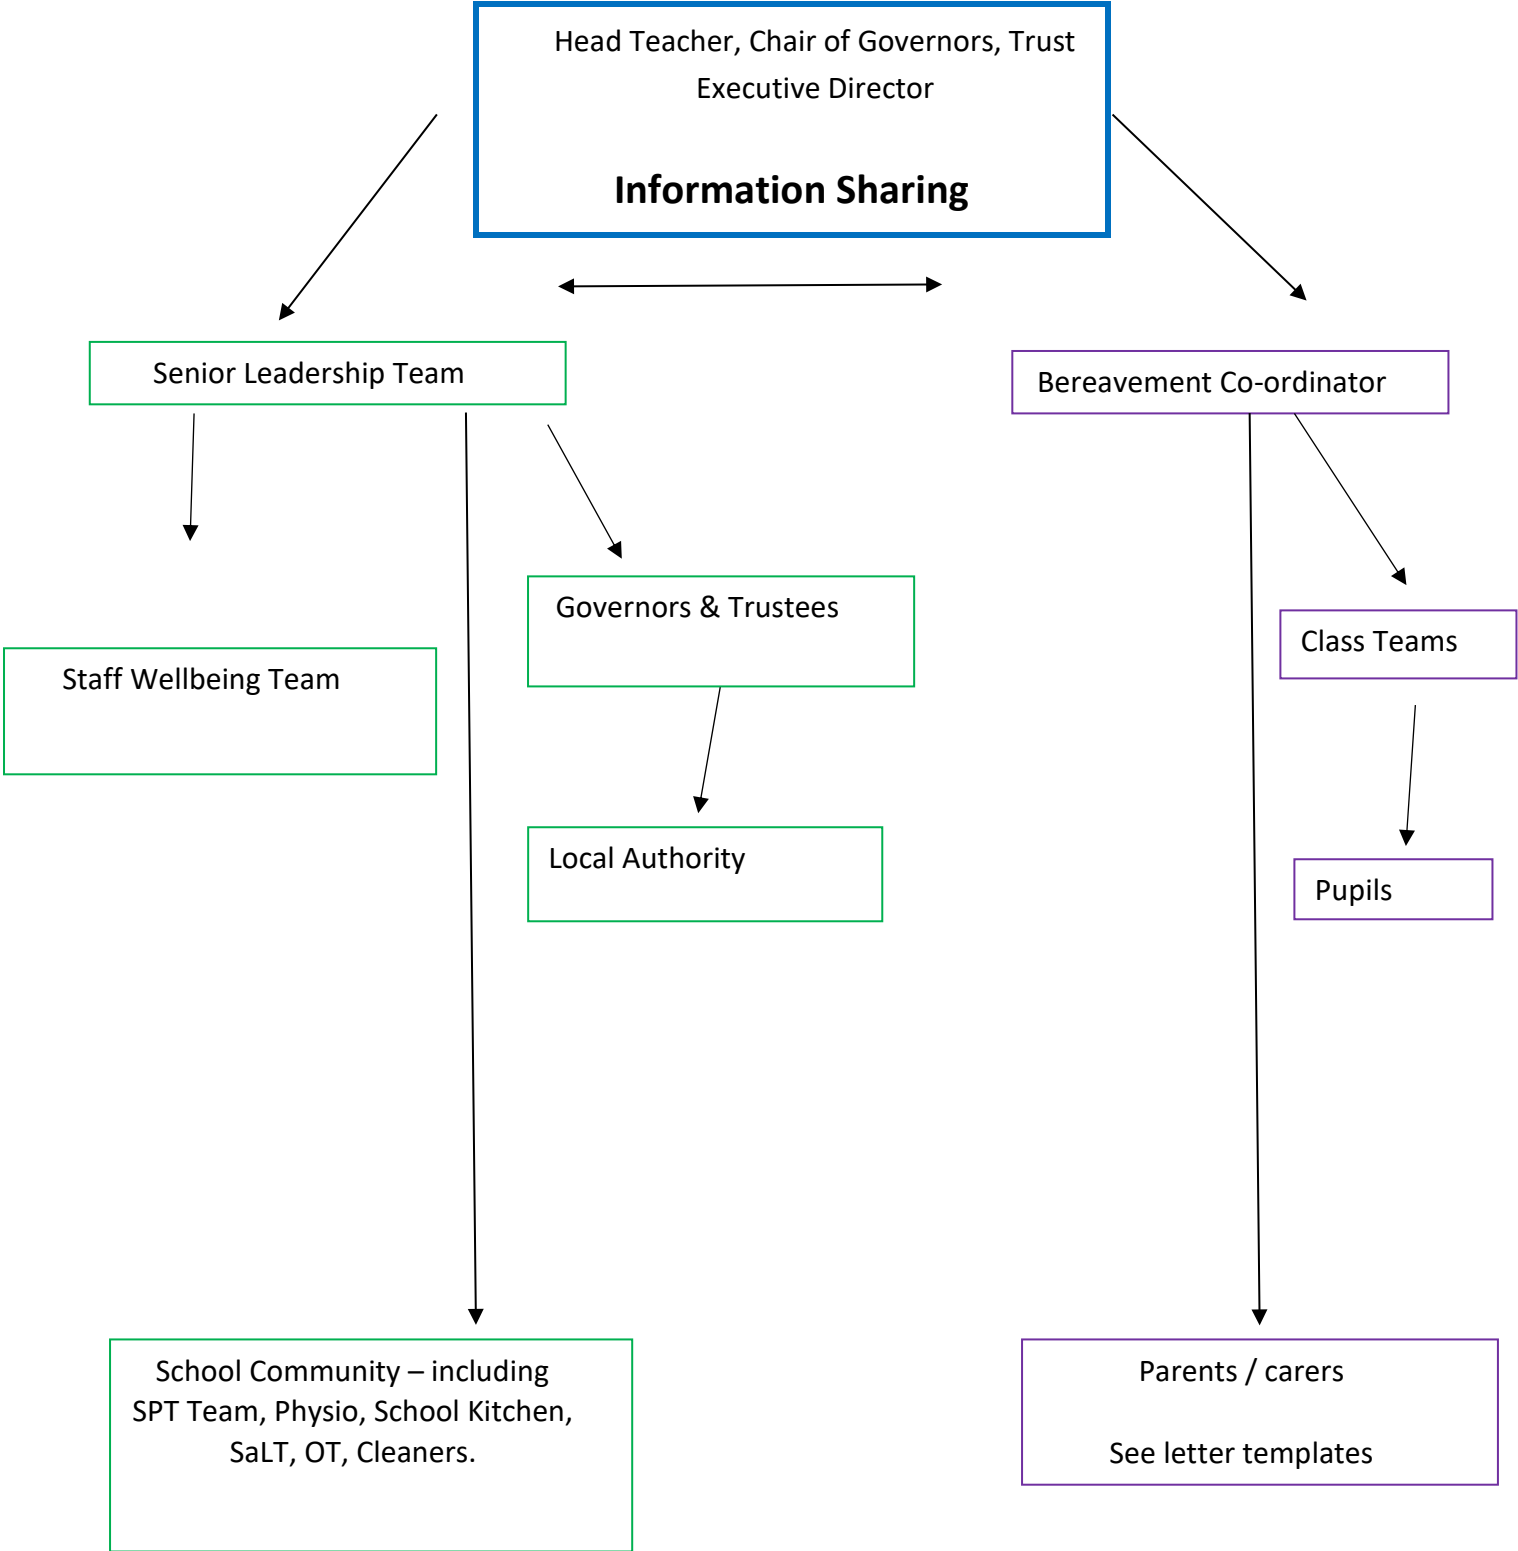 Head Teacher, Chair of Governors, Trust
Executive Director
Information Sharing
Senior Leadership Team
Bereavement Co-ordinator
Governors & Trustees
Class Teams
Staff Wellbeing Team
Local Authority
Pupils
School Community – including
SPT Team, Physio, School Kitchen,
SaLT, OT, Cleaners.
Parents / carers
See letter templates